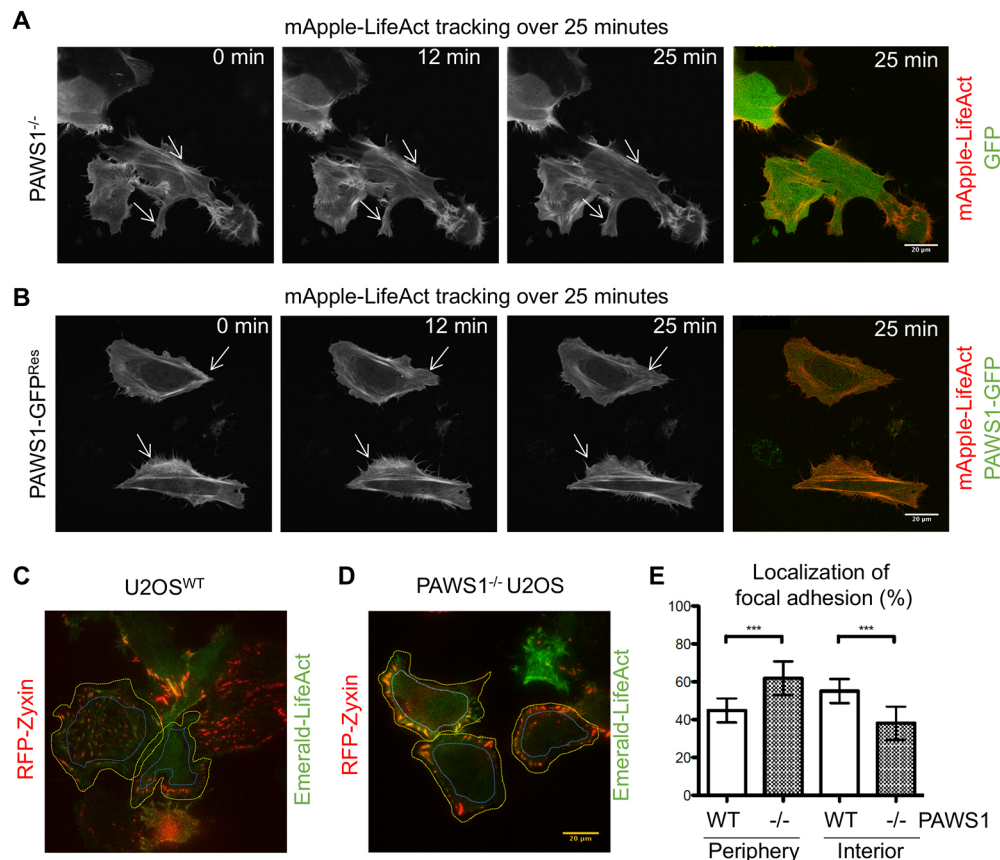 A
mApple-LifeAct tracking over 25 minutes
0 min
12 min
25 min
25 min
PAWS1-/-
mApple-LifeAct
GFP
20 µm
B
mApple-LifeAct tracking over 25 minutes
0 min
12 min
25 min
25 min
PAWS1-GFPRes
mApple-LifeAct
PAWS1-GFP
20 µm
C
U2OSWT
RFP-Zyxin
Emerald-LifeAct
D
PAWS1-/- U2OS
RFP-Zyxin
Emerald-LifeAct
20 µm
E
Localization of
focal adhesion (%)
100
80
60
40
20
0
***
***
WT -/- WT -/- PAWS1
Periphery Interior